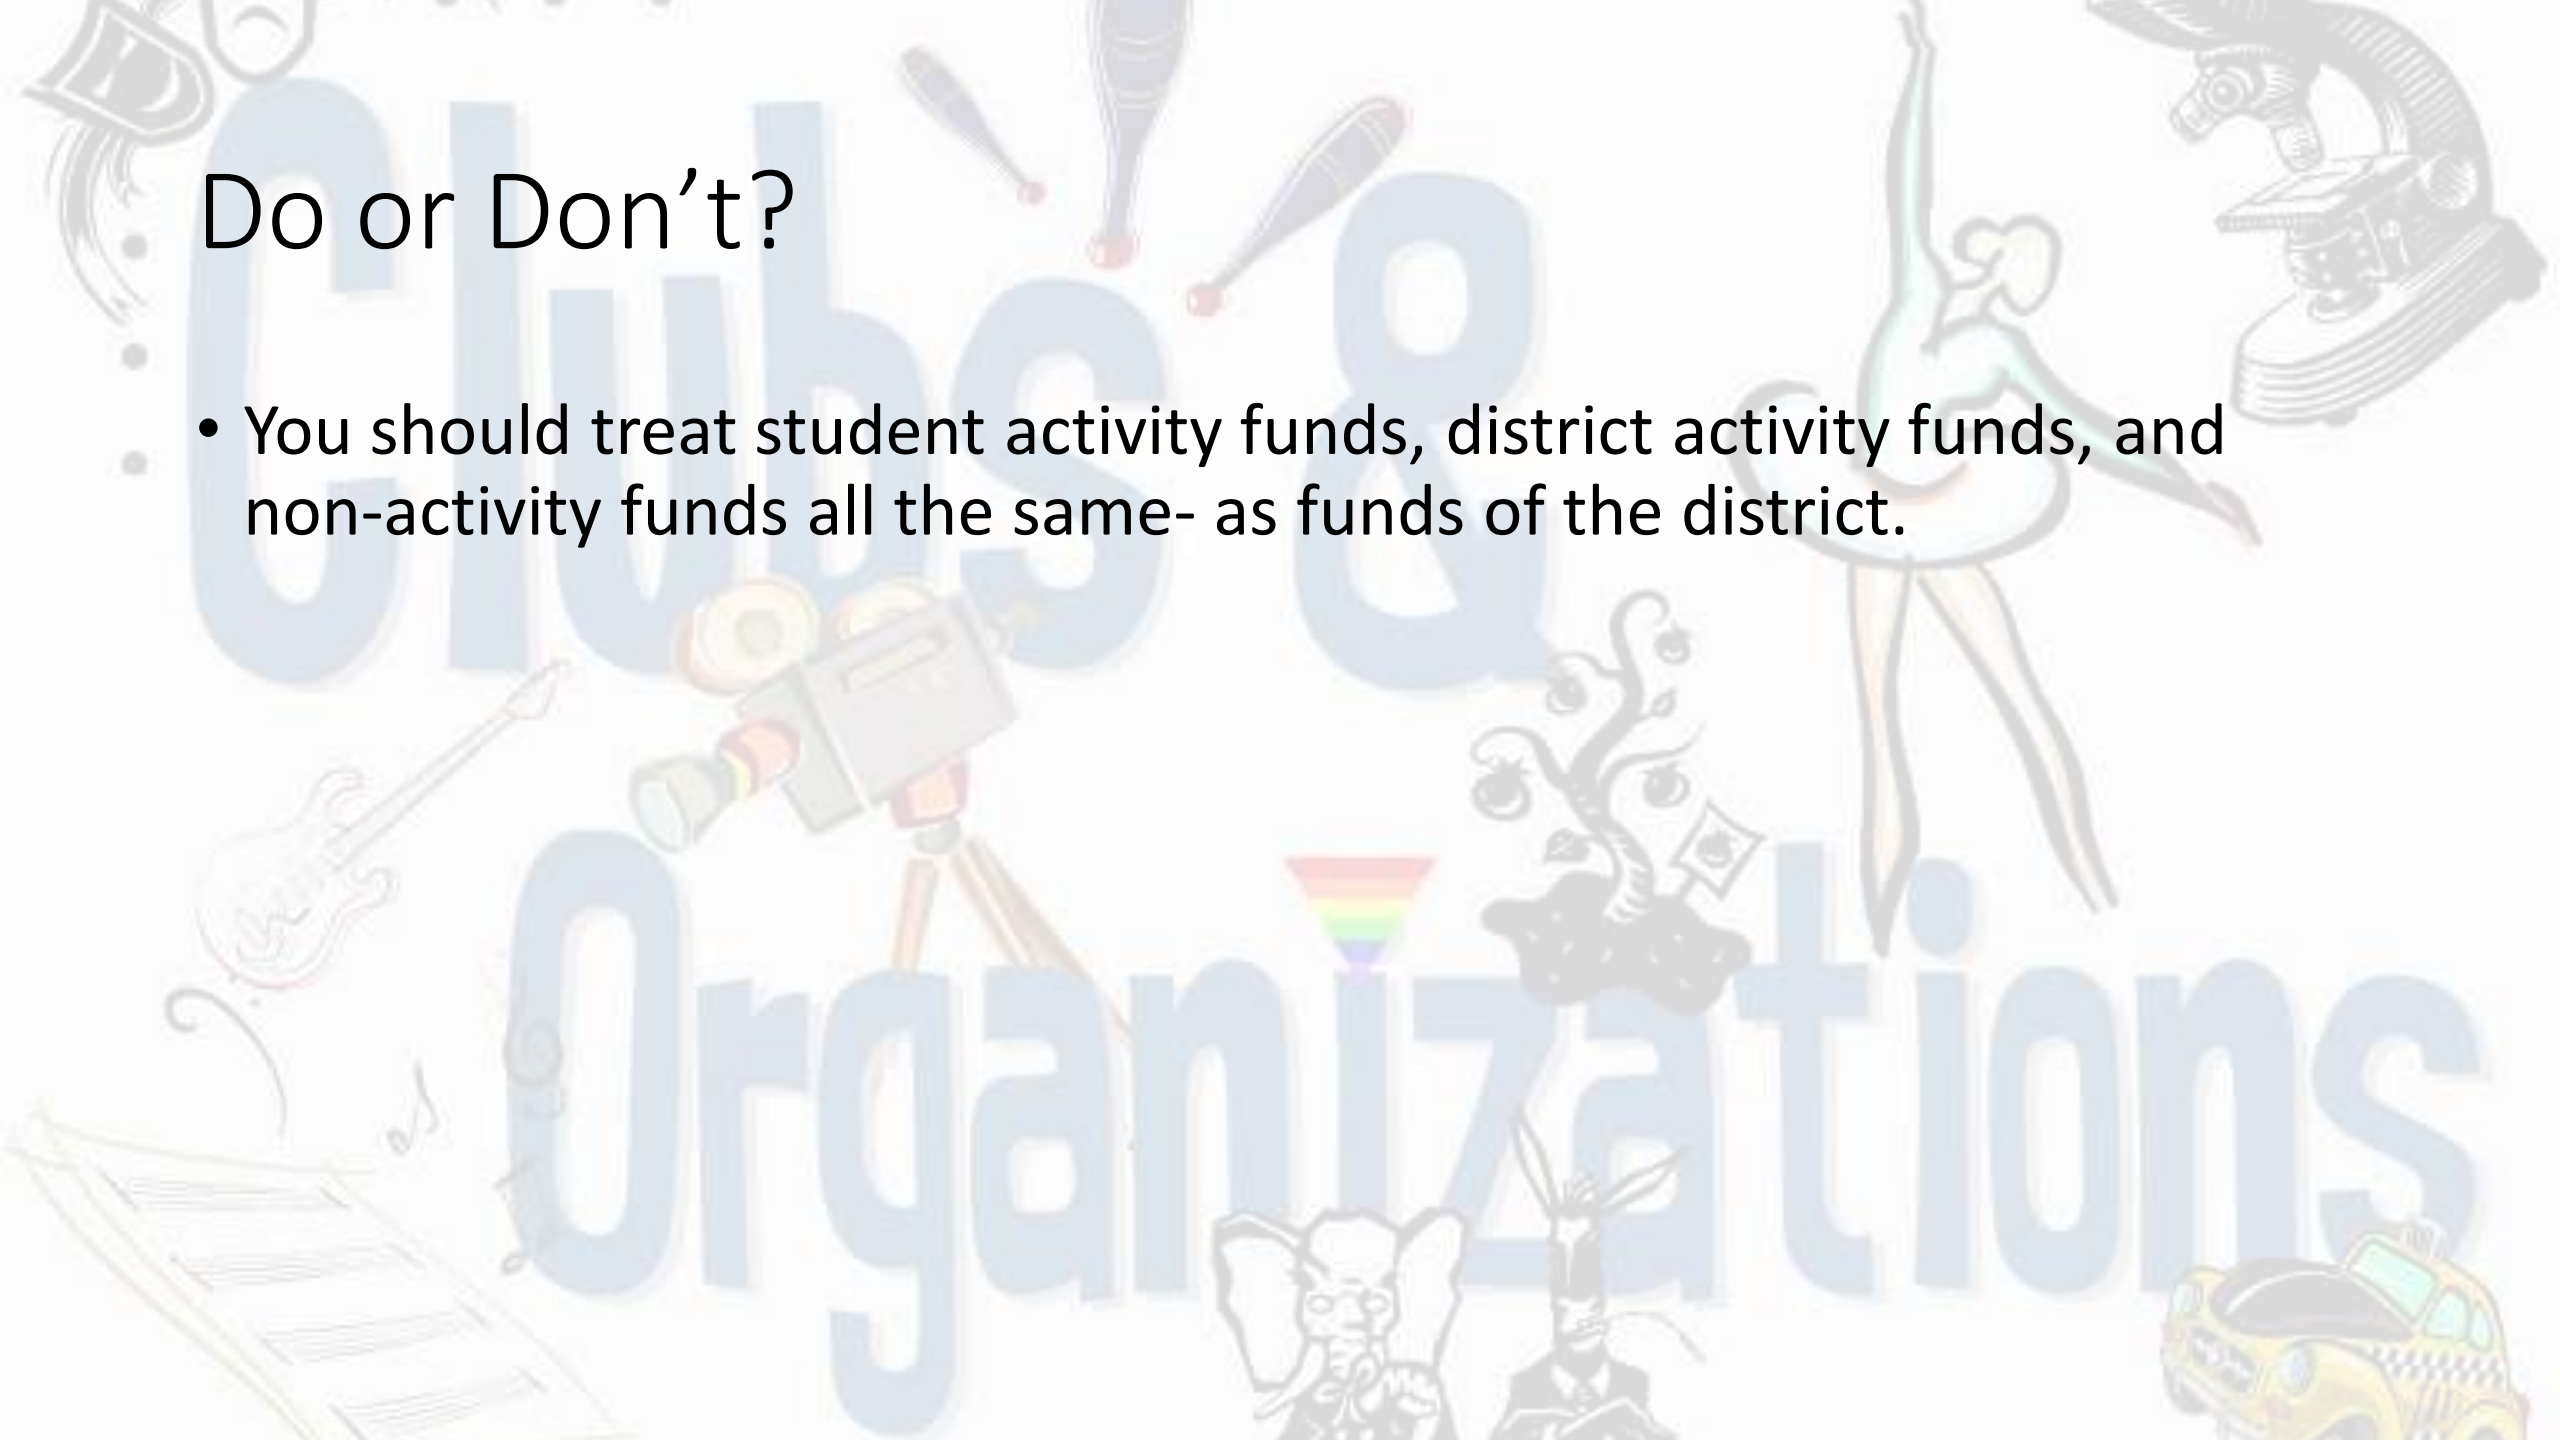 Do or Don’t?
• You should treat student activity funds, district activity funds, and
non-activity funds all the same- as funds of the district.
Clubs &
Organizations